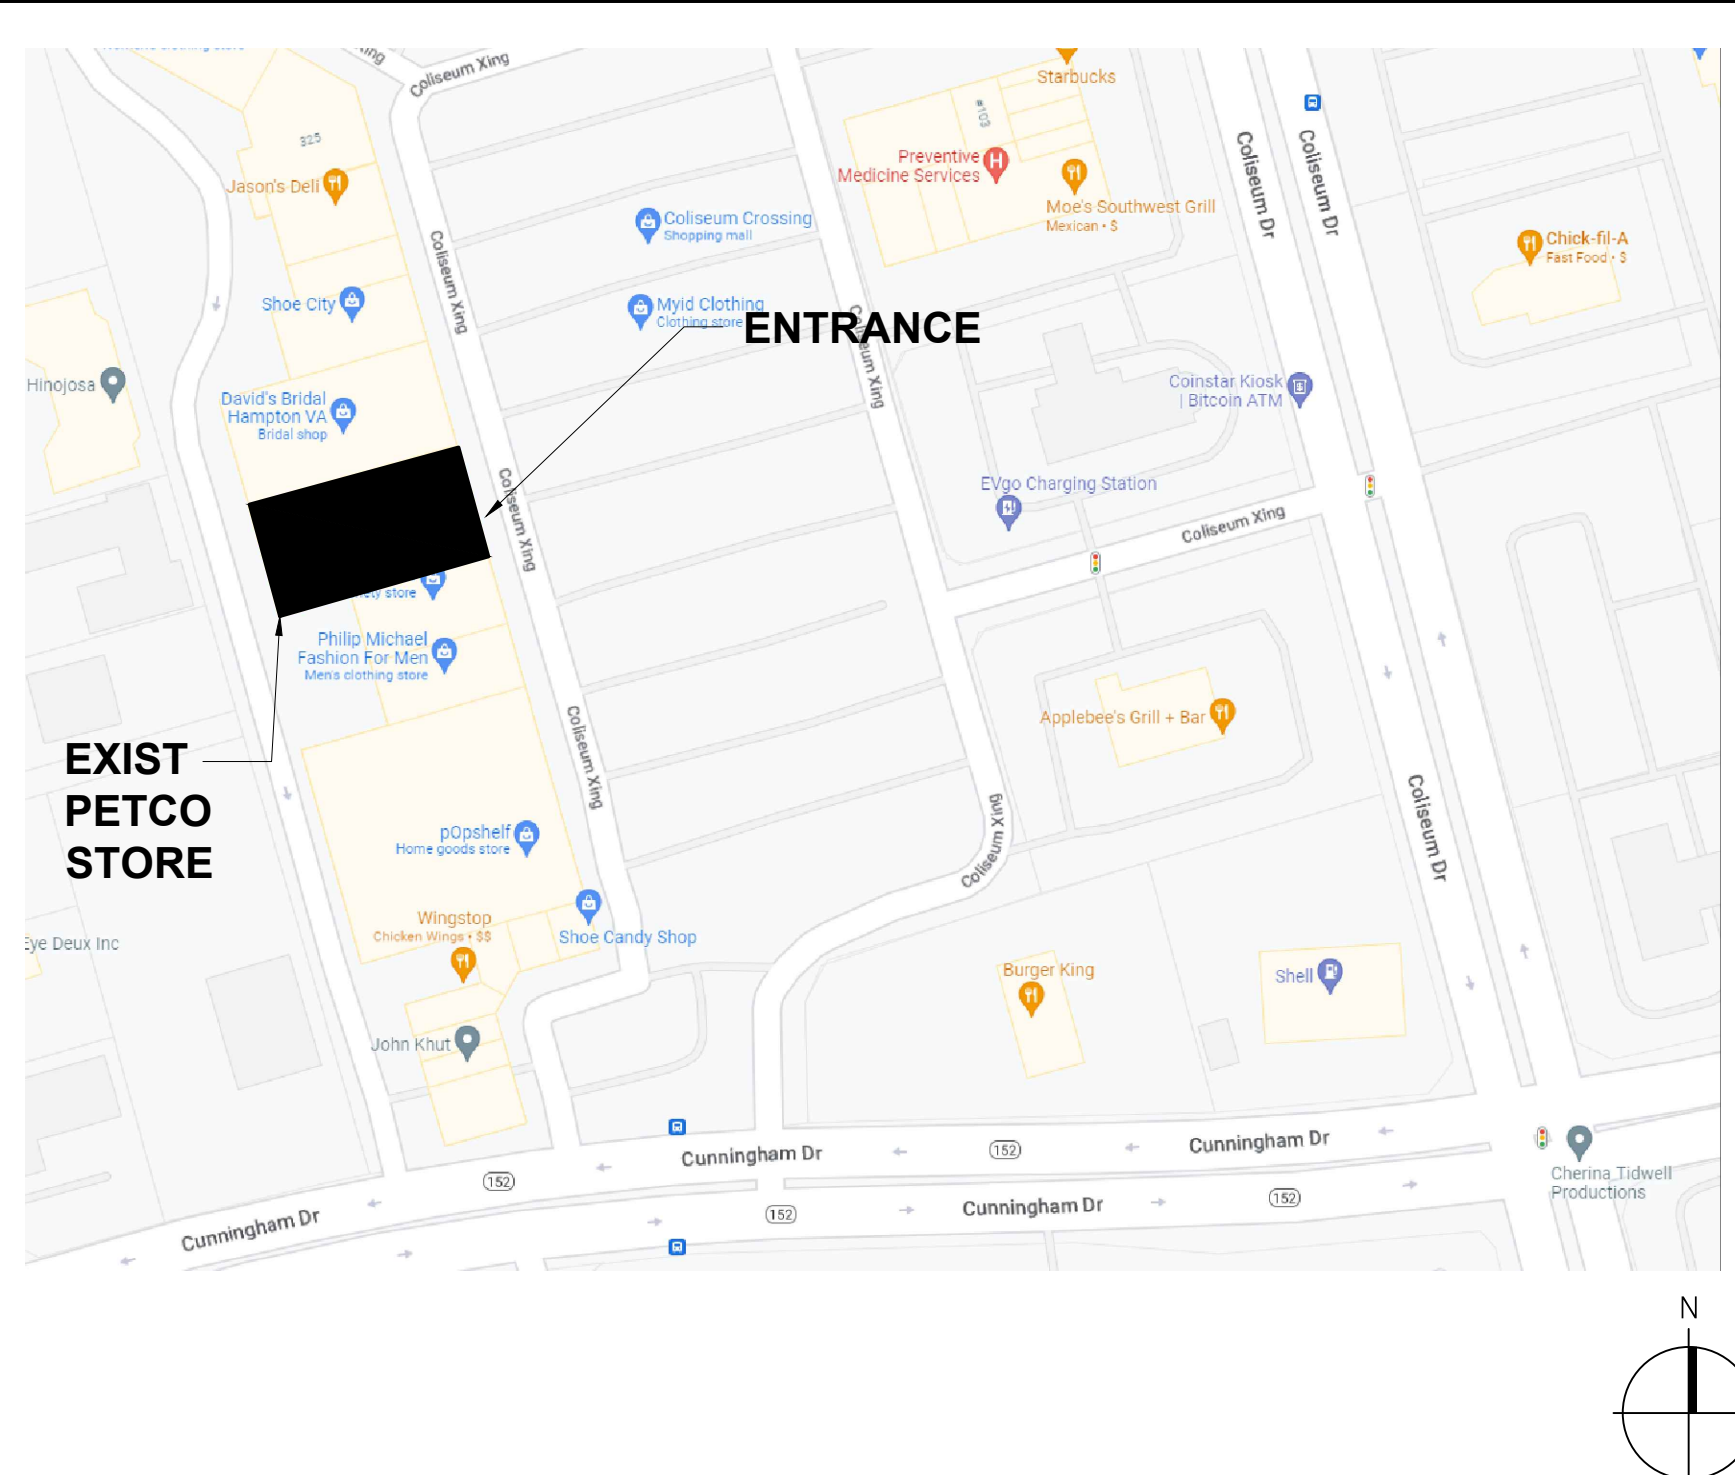 Coliseum Xing
Starbucks
325
#103
Jason's Deli
Preventive
Medicine Services
Moe's Southwest Grill
Mexican • $
Coliseum Dr
Coliseum Dr
Coliseum Crossing
Shopping mall
Chick-fil-A
Fast Food • $
Coliseum Xing
Shoe City
Myid Clothing
Clothing store
ENTRANCE
Coliseum Xing
Hinojosa
David's Bridal
Hampton VA
Bridal shop
Coinstar Kiosk
| Bitcoin ATM
EVgo Charging Station
Coliseum Xing
Coliseum Xing
store
Philip Michael
Fashion For Men
Men's clothing store
Applebee's Grill + Bar
Coliseum Xing
EXIST
PETCO
STORE
pOpshelf
Home goods store
Coliseum Xing
Coliseum Dr
Wingstop
Chicken Wings • $$
Shoe Candy Shop
Eye Deux Inc
Burger King
Shell
John Khut
Cunningham Dr
152
Cunningham Dr
152
Cherina Tidwell
Productions
Cunningham Dr
152
Cunningham Dr
152
N